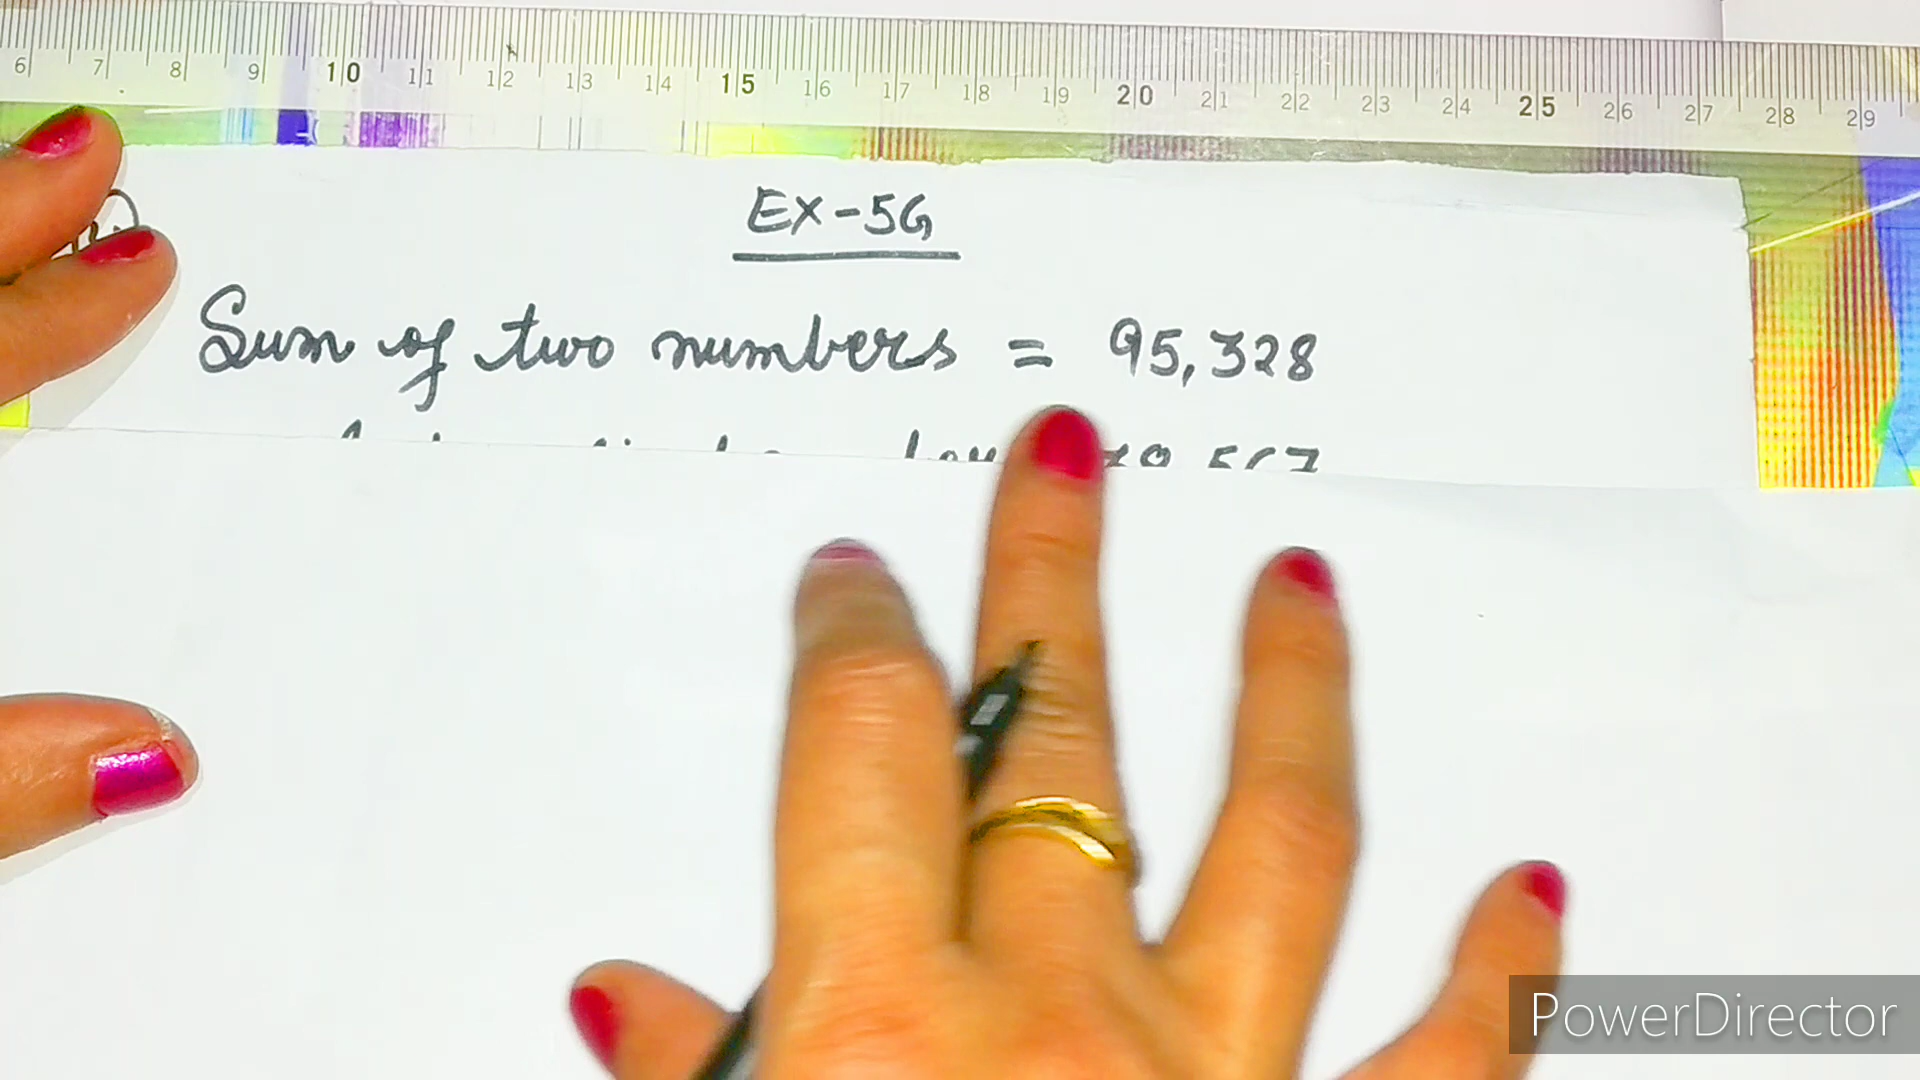 6 7 8 9 10 11 12 13 14 15 16 17 18 19 20 21 22 23 24 25 26 27 28 29
EX-5G
Sum of two numbers = 95,328
PowerDirector